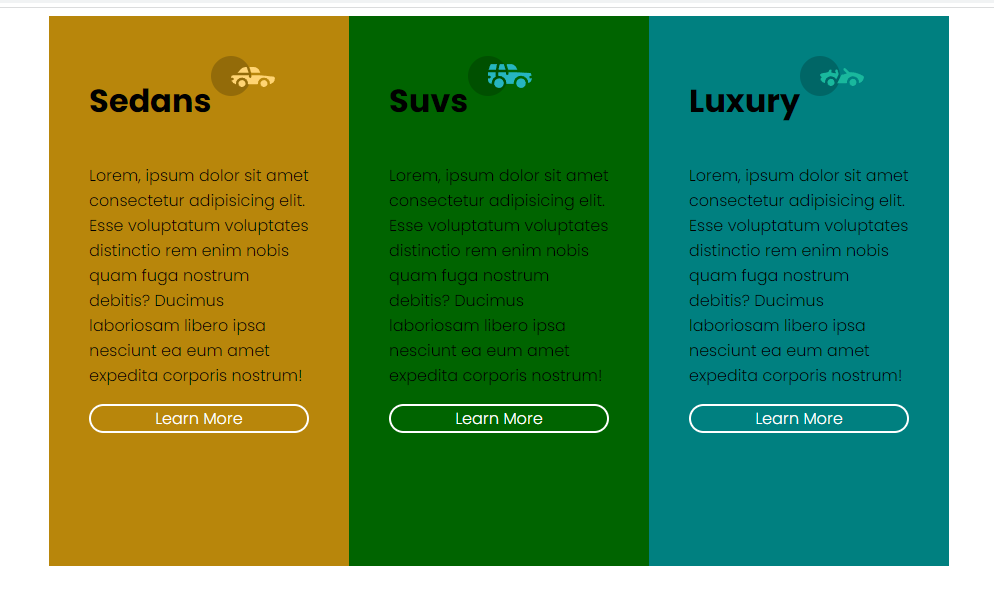 Sedans
Lorem, ipsum dolor sit amet
consectetur adipisicing elit.
Esse voluptatum voluptates
distinctio rem enim nobis
quam fuga nostrum
debitis? Ducimus
laboriosam libero ipsa
nesciunt ea eum amet
expedita corporis nostrum!
Learn More
Suvs
Lorem, ipsum dolor sit amet
consectetur adipisicing elit.
Esse voluptatum voluptates
distinctio rem enim nobis
quam fuga nostrum
debitis? Ducimus
laboriosam libero ipsa
nesciunt ea eum amet
expedita corporis nostrum!
Learn More
Luxury
Lorem, ipsum dolor sit amet
consectetur adipisicing elit.
Esse voluptatum voluptates
distinctio rem enim nobis
quam fuga nostrum
debitis? Ducimus
laboriosam libero ipsa
nesciunt ea eum amet
expedita corporis nostrum!
Learn More